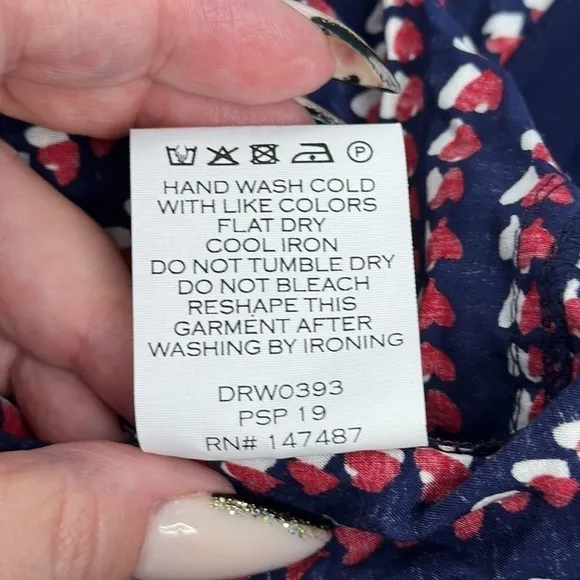 P
HAND WASH COLD
WITH LIKE COLORS
FLAT DRY
COOL IRON
DO NOT TUMBLE DRY
DO NOT BLEACH
RESHAPE THIS
GARMENT AFTER
WASHING BY IRONING
DRW0393
PSP 19
RN# 147487